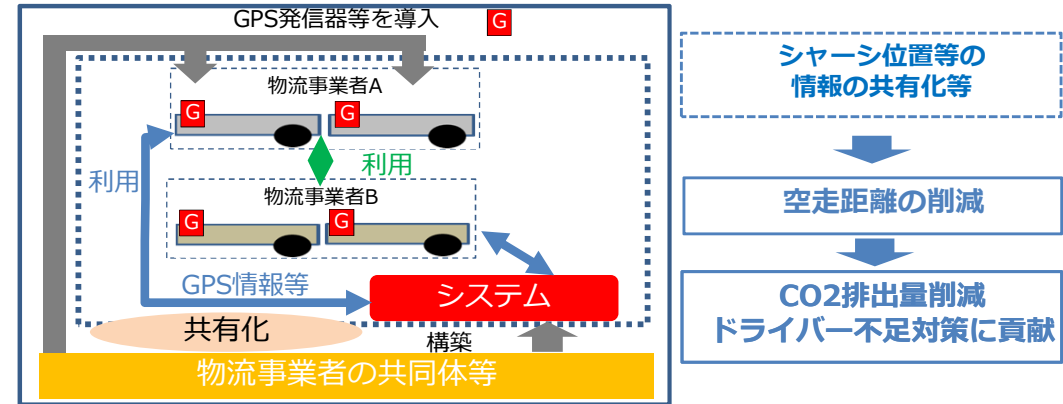 GPS発信器等を導入
G
物流事業者A
G
G
利用
利用
物流事業者B
G
G
GPS情報等
システム
共有化
構築
物流事業者の共同体等
シャーシ位置等の
情報の共有化等
空走距離の削減
CO2排出量削減
ドライバー不足対策に貢献